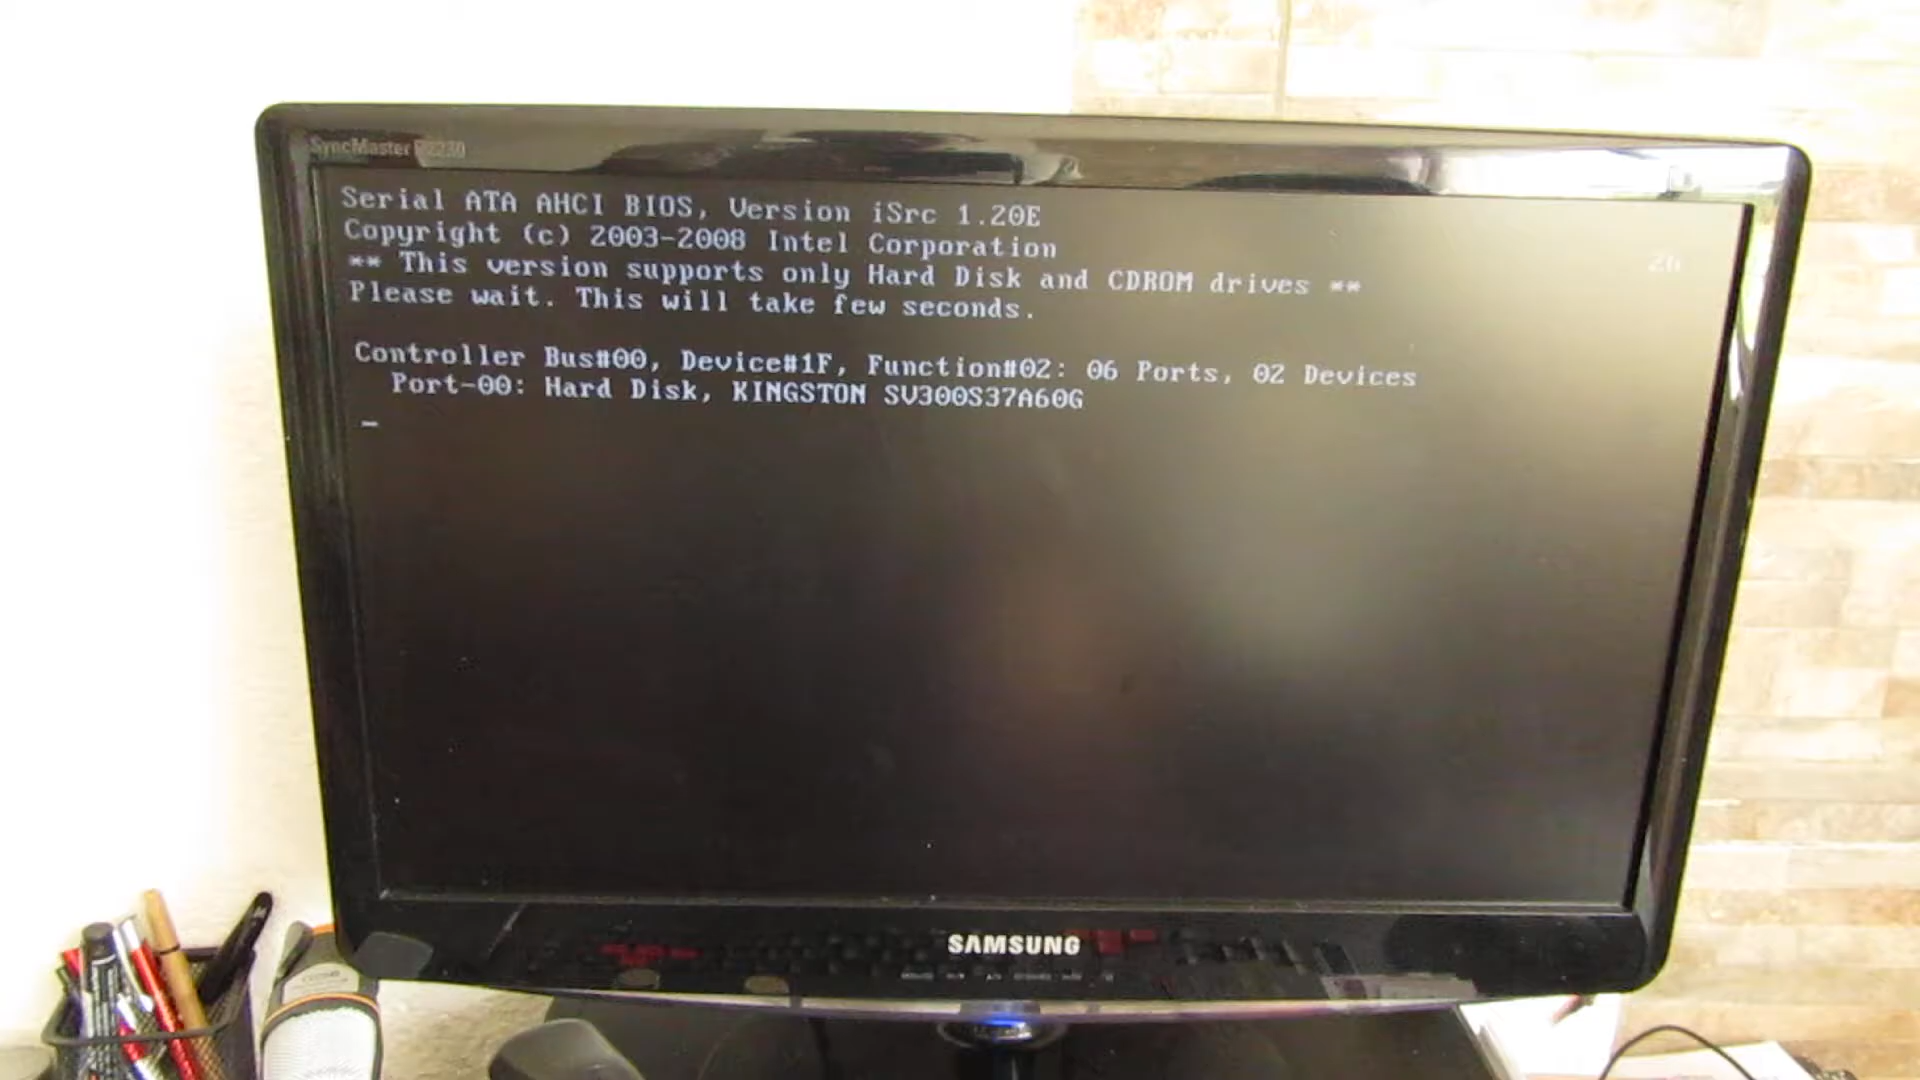 SyncMaster
Serial ATA AHCI BIOS, Version iSrc 1.20E
Copyright (c) 2003-2008 Intel Corporation
** This version supports only Hard Disk and CDROM drives **
Please wait. This will take few seconds.
Controller Bus#00, Device#1F, Function#02: 06 Ports, 02 Devices
Port-00: Hard Disk, KINGSTON SV300S37A60G
_
SAMSUNG